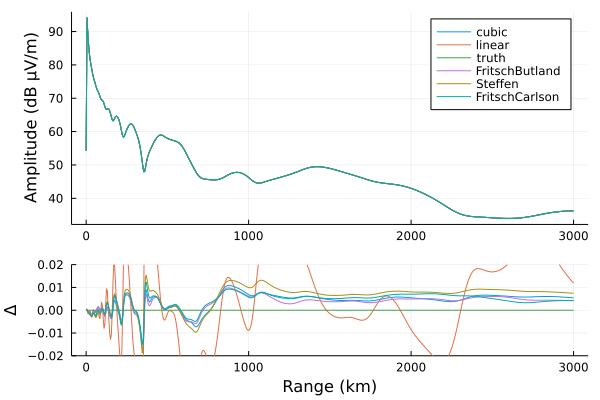 Amplitude (dB μV/m)
90
80
70
60
50
40
0
1000
2000
3000
cubic
linear
truth
FritschButland
Steffen
FritschCarlson
Δ
0.02
0.01
0.00
−0.01
−0.02
0
1000
2000
3000
Range (km)